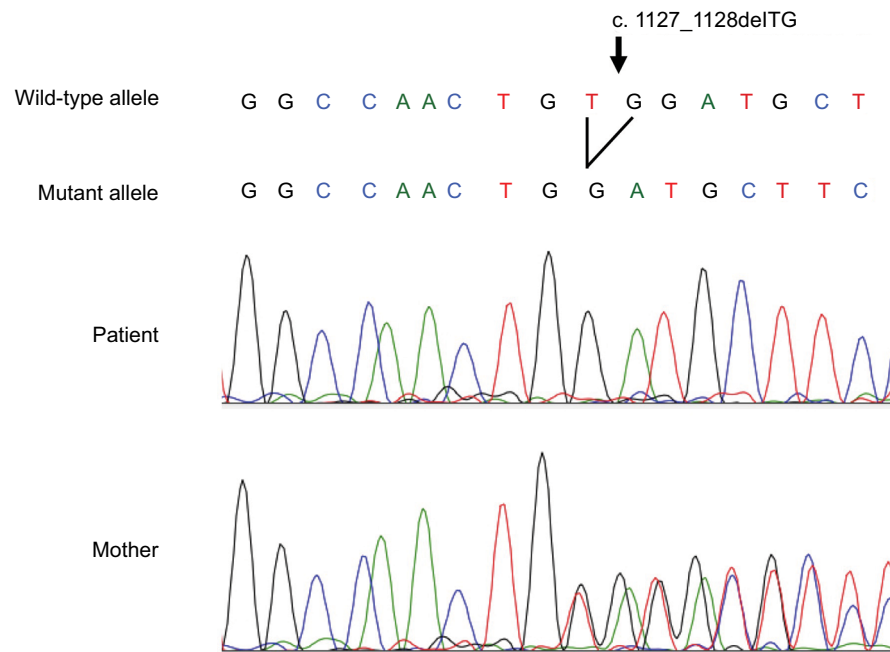 c. 1127_1128delTG
Wild-type allele G G C C A A C T G T G G A T G C T
Mutant allele G G C C A A C T G G A T G C T T C
Patient
Mother